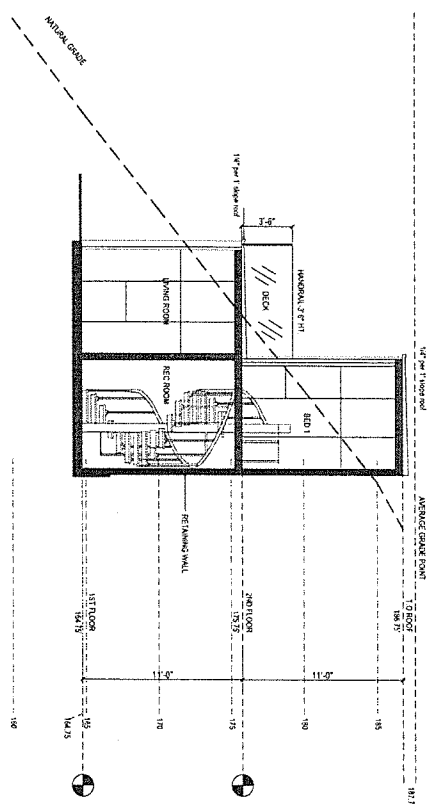 NATURAL GRADE
1/4" per 1' slope roof
3'-6"
HANDRAIL 3'-6" HT.
DECK
1/4" per 1' slope roof
LIVING ROOM
REC ROOM
BED 1
RETAINING WALL
AVERAGE GRADE POINT
1ST FLOOR
164.75
2ND FLOOR
175.75
T.O ROOF
186.75
11'-0"
11'-0"
160
164.75
165
170
175
180
185
187.7